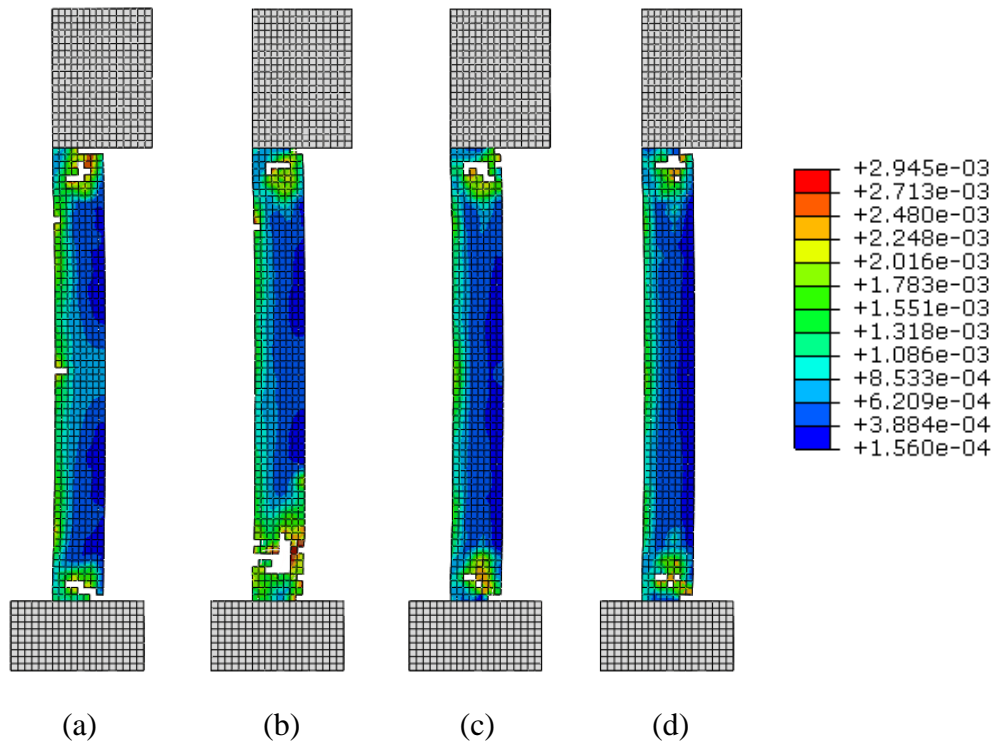 +2.945e-03
+2.713e-03
+2.480e-03
+2.248e-03
+2.016e-03
+1.783e-03
+1.551e-03
+1.318e-03
+1.086e-03
+8.533e-04
+6.209e-04
+3.884e-04
+1.560e-04
(a) (b) (c) (d)